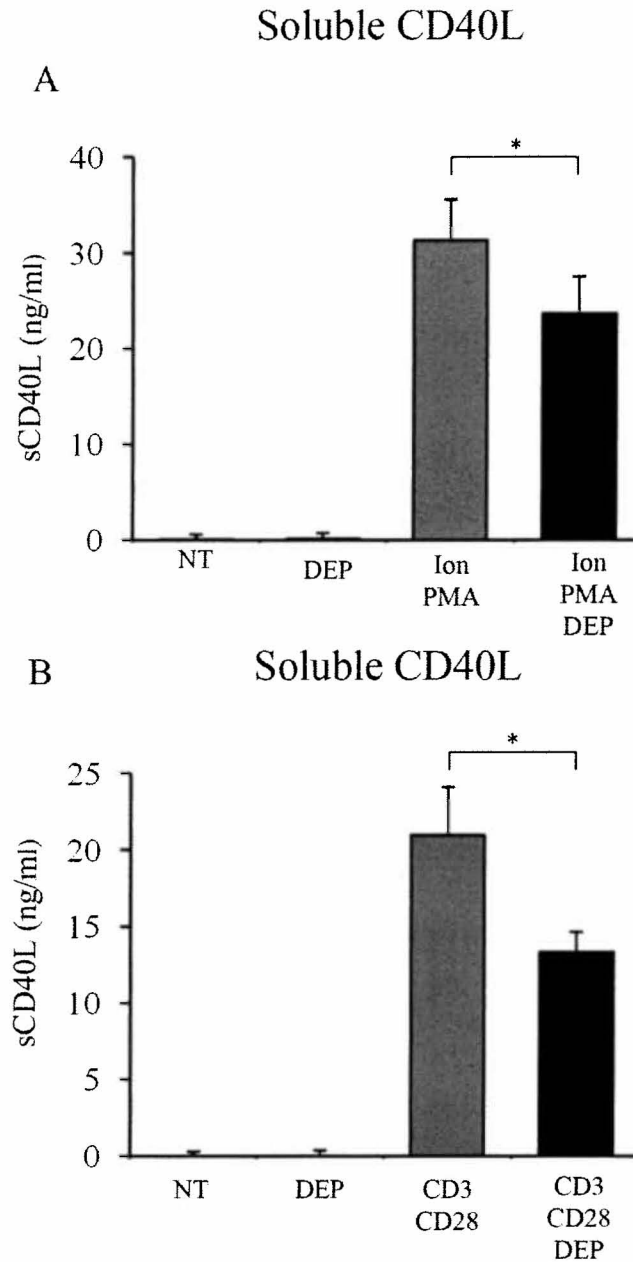 Soluble CD40L
A
*
40
30
20
10
0
sCD40L (ng/ml)
NT
DEP
Ion
PMA
Ion
PMA
DEP
B
Soluble CD40L
*
25
20
15
10
5
0
sCD40L (ng/ml)
NT
DEP
CD3
CD28
CD3
CD28
DEP